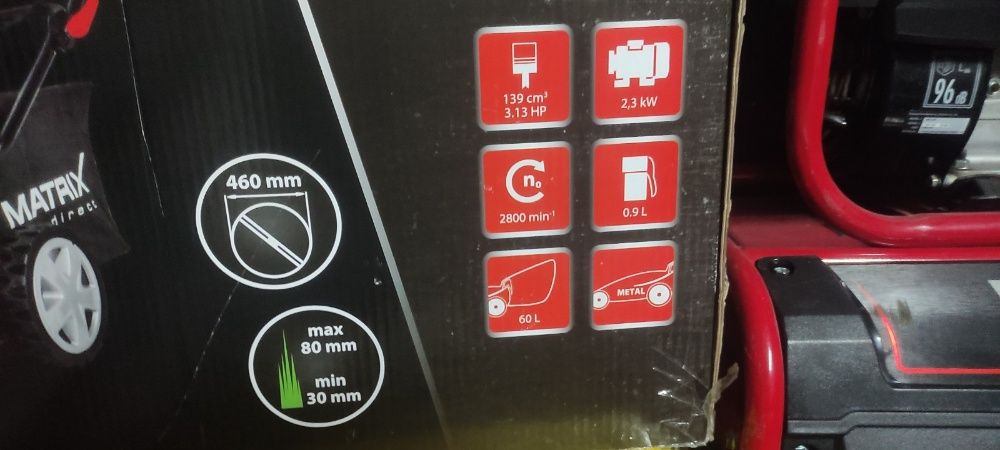 MATRIX
direct
460 mm
max
80 mm
min
30 mm
139 cm³
3.13 HP
2,3 kW
n₀
2800 min⁻¹
0,9 L
60 L
METAL
96 dB